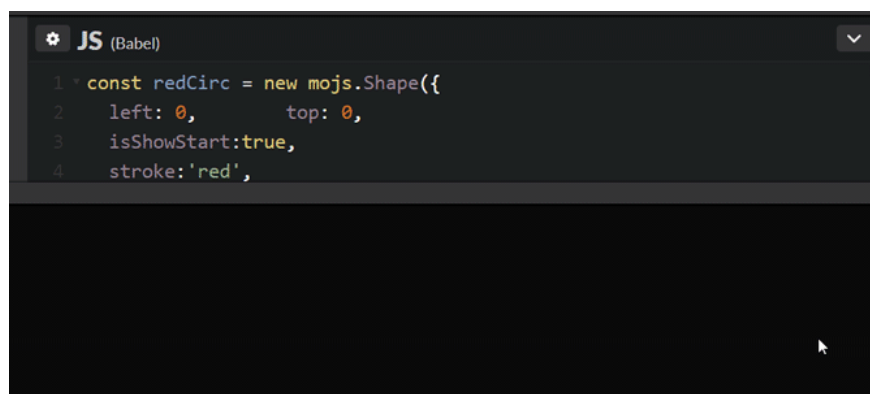 JS (Babel)
1 const redCirc = new mojs.Shape({
2 left: 0, top: 0,
3 isShowStart:true,
4 stroke:'red',